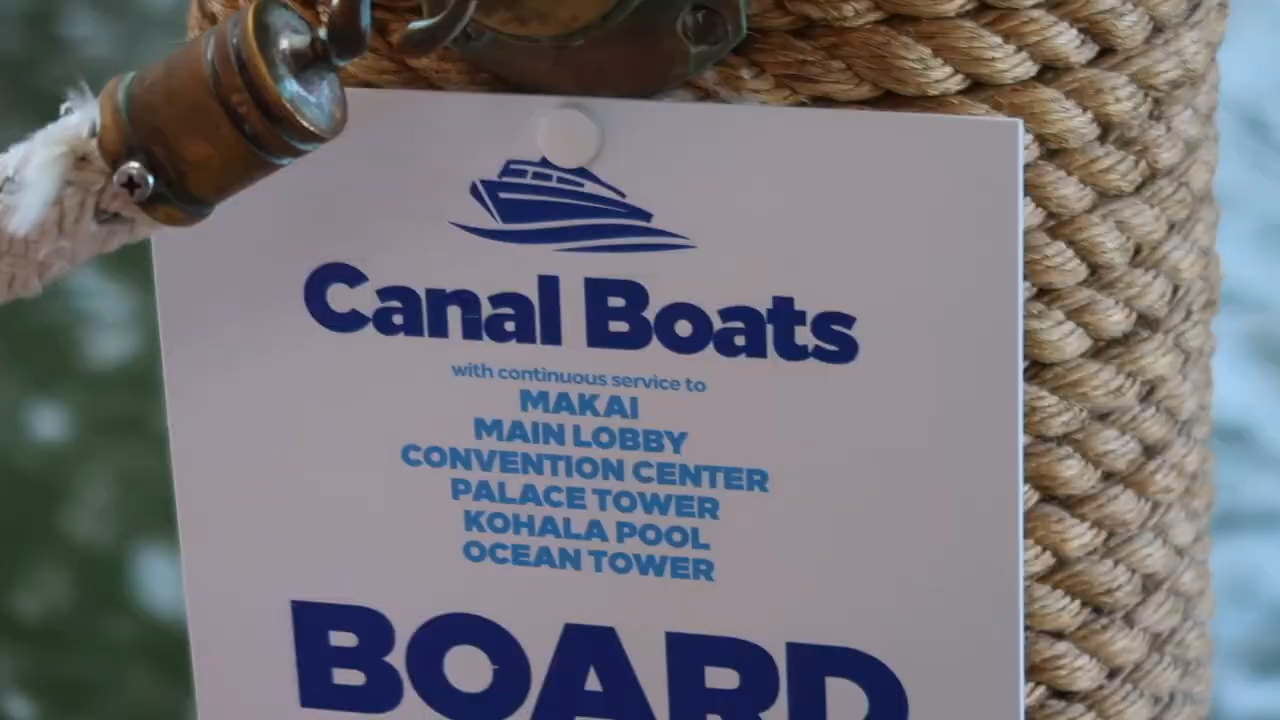 Canal Boats
with continuous service to
MAKAI
MAIN LOBBY
CONVENTION CENTER
PALACE TOWER
KOHALA POOL
OCEAN TOWER
BOARD